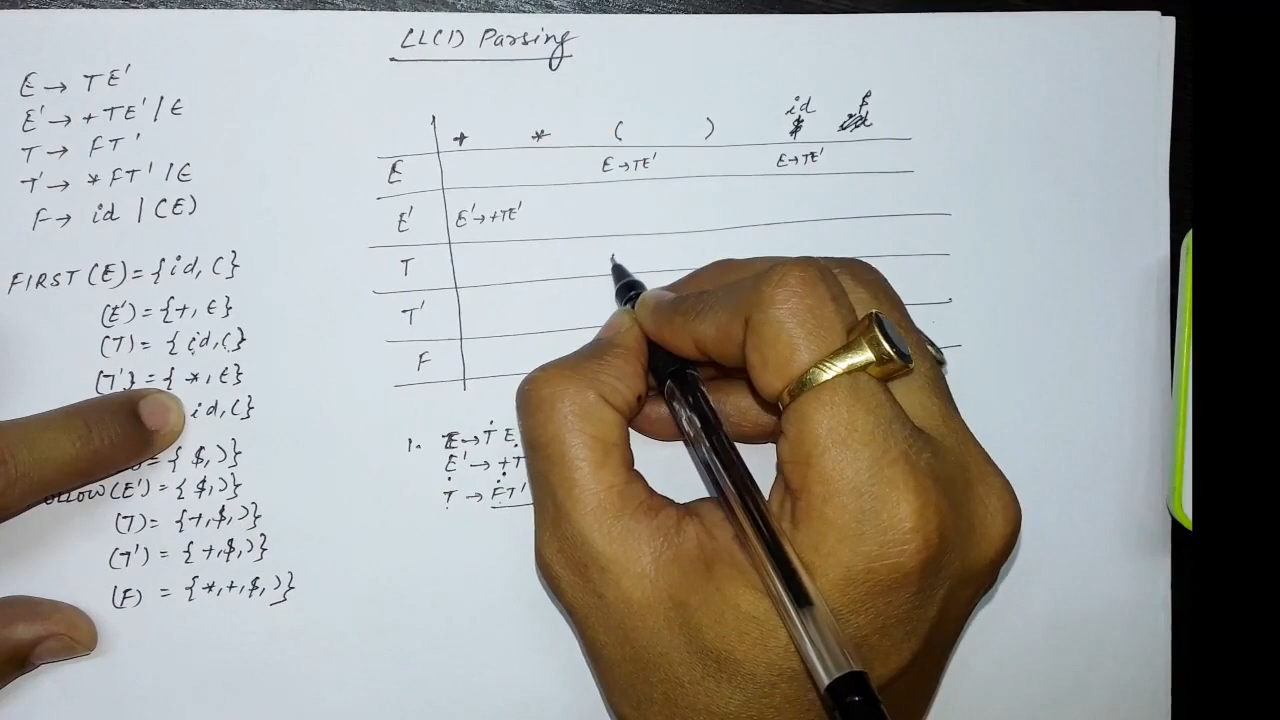 LL(1) Parsing
E → TE'
E' → +TE' / ε
T → FT'
T' → *FT' / ε
F → id | (E)
FIRST(E) = {id, (}
(E') = {+, ε}
(T) = {id, (}
(T') = {*, ε}
id, (}
= {$, )}
FOLLOW(E') = {$, )}
(T) = {+, $, )}
(T') = {+, $, )}
(F) = {*, +, $, )}
+ * ( ) id $
E E→TE' E→TE'
E' E'→+TE'
T
T'
F
1. E → T E
E' → +T
T → FT'